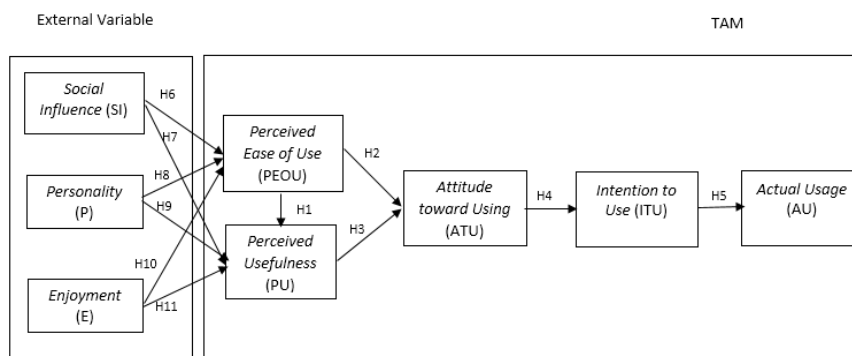 External Variable
TAM
Social
Influence (SI)
Personality
(P)
Enjoyment
(E)
H6
H7
H8
H9
H10
H11
Perceived
Ease of Use
(PEOU)
H1
Perceived
Usefulness
(PU)
H2
H3
Attitude
toward Using
(ATU)
H4
Intention to
Use (ITU)
H5
Actual Usage
(AU)